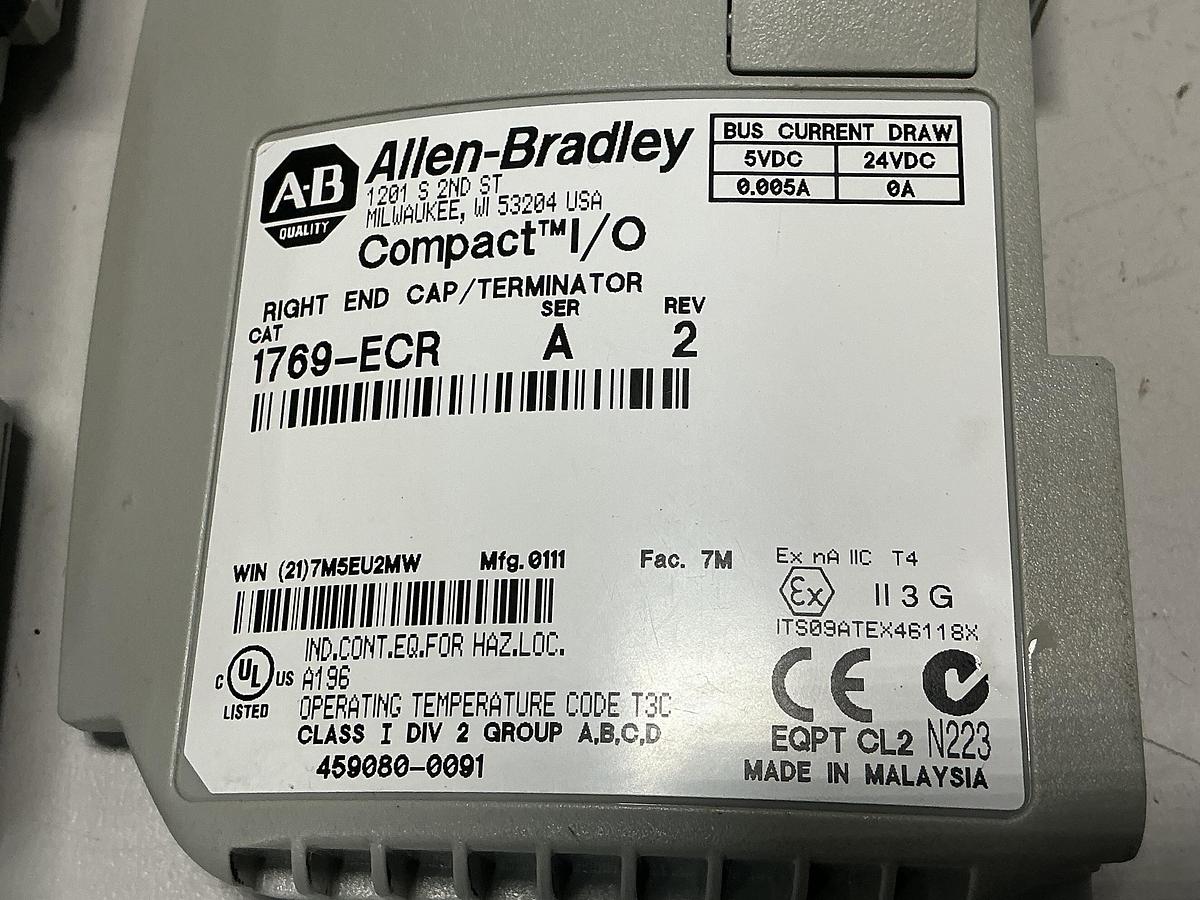 A-B
QUALITY
Allen-Bradley
1201 S 2ND ST
MILWAUKEE, WI 53204 USA
Compact™ I/O
BUS CURRENT DRAW
5VDC 24VDC
0.005A 0A
RIGHT END CAP/TERMINATOR
CAT SER REV
1769-ECR A 2
WIN (21)7M5EU2MW Mfg. 0111 Fac. 7M
Ex nA IIC T4
Ex II 3 G
ITS09ATEX46118X
IND.CONT.EQ.FOR HAZ.LOC.
C UL US A196
LISTED
OPERATING TEMPERATURE CODE T3C
CLASS I DIV 2 GROUP A,B,C,D
459080-0091
CE
EQPT CL2 N223
MADE IN MALAYSIA